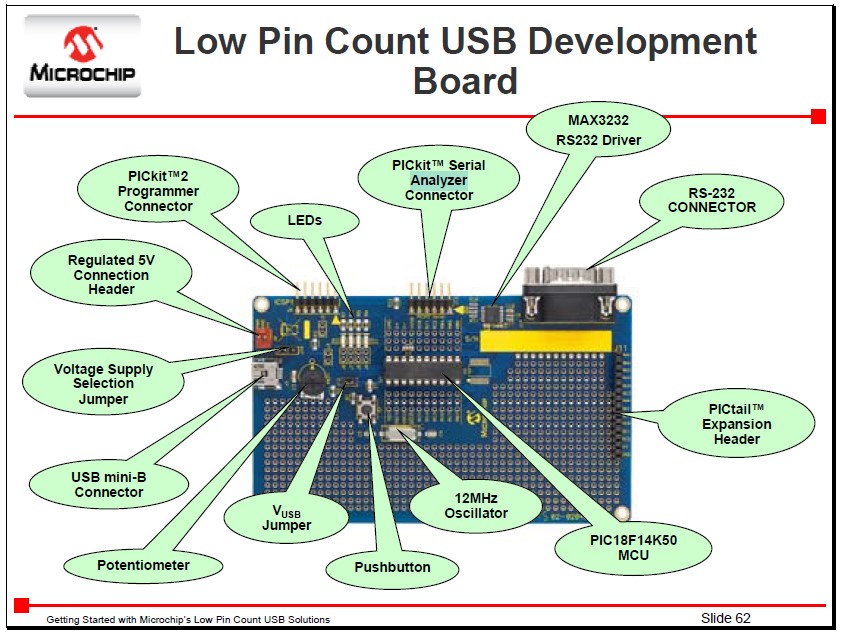 MICROCHIP
Low Pin Count USB Development
Board
MAX3232
RS232 Driver
PICkit™ Serial
Analyzer
Connector
PICkit™2
Programmer
Connector
RS-232
CONNECTOR
LEDs
Regulated 5V
Connection
Header
Voltage Supply
Selection
Jumper
PICtail™
Expansion
Header
USB mini-B
Connector
12MHz
Oscillator
VUSB
Jumper
PIC18F14K50
MCU
Potentiometer
Pushbutton
Getting Started with Microchip's Low Pin Count USB Solutions
Slide 62